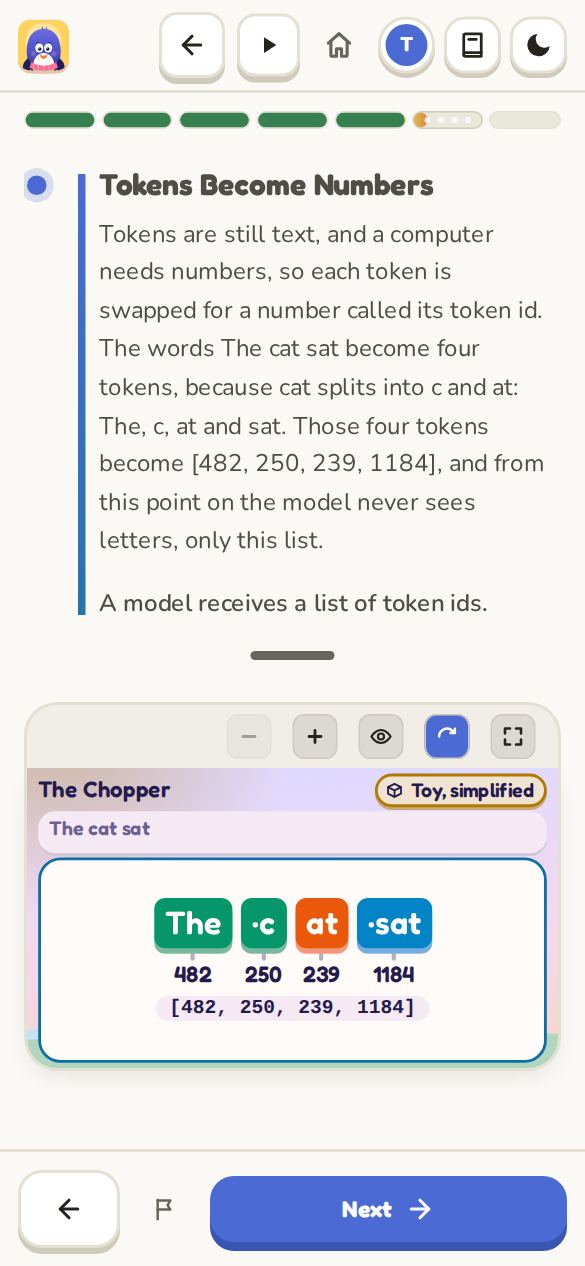 T
Tokens Become Numbers
Tokens are still text, and a computer
needs numbers, so each token is
swapped for a number called its token id.
The words The cat sat become four
tokens, because cat splits into c and at:
The, c, at and sat. Those four tokens
become [482, 250, 239, 1184], and from
this point on the model never sees
letters, only this list.
A model receives a list of token ids.
The Chopper
Toy, simplified
The cat sat
The ·c at ·sat
482 250 239 1184
[482, 250, 239, 1184]
Next